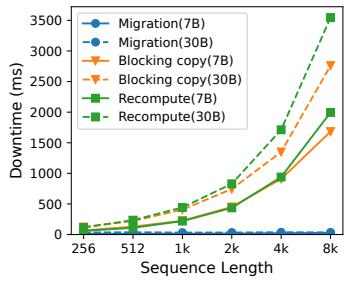 3500
3000
2500
2000
1500
1000
500
0
Downtime (ms)
Migration(7B)
Migration(30B)
Blocking copy(7B)
Blocking copy(30B)
Recompute(7B)
Recompute(30B)
256 512 1k 2k 4k 8k
Sequence Length